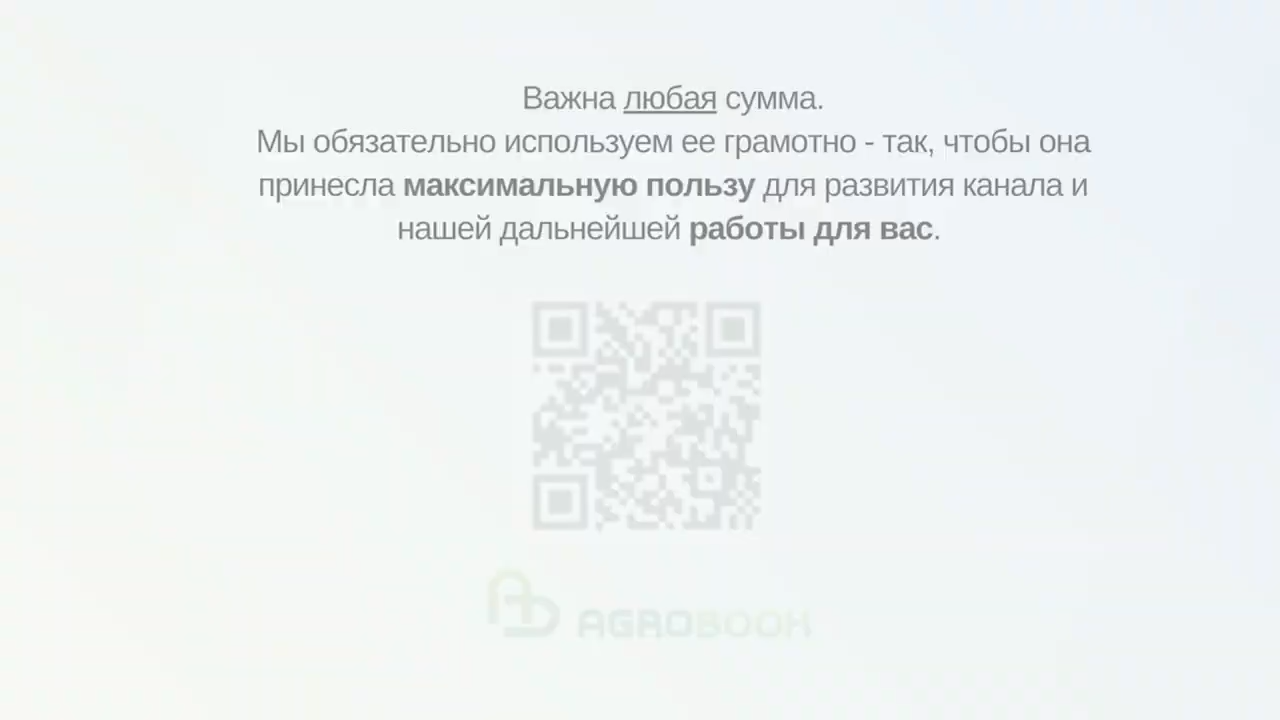 Важна любая сумма.
Мы обязательно используем ее грамотно - так, чтобы она
принесла максимальную пользу для развития канала и
нашей дальнейшей работы для вас.
AGROBOOK